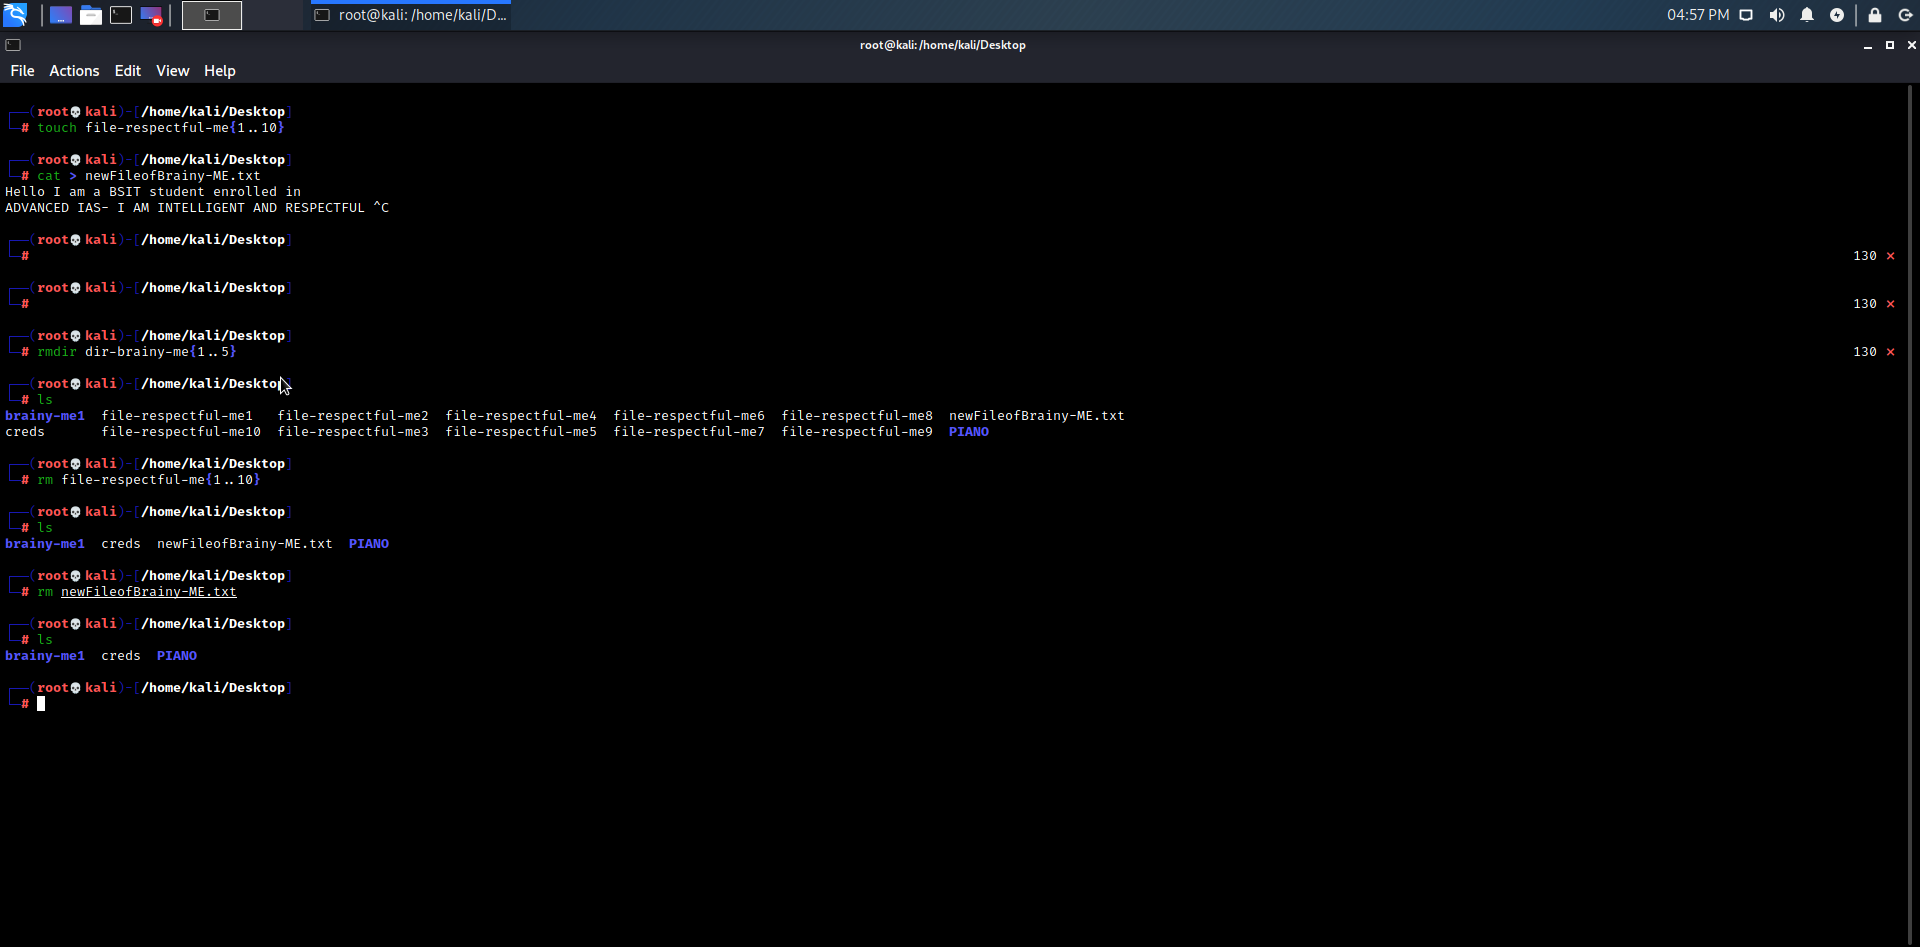 root@kali: /home/kali/D...
04:57 PM
root@kali:/home/kali/Desktop
File Actions Edit View Help
┌──(root💀kali)-[/home/kali/Desktop]
└─# touch file-respectful-me{1..10}
┌──(root💀kali)-[/home/kali/Desktop]
└─# cat > newFileofBrainy-ME.txt
Hello I am a BSIT student enrolled in
ADVANCED IAS- I AM INTELLIGENT AND RESPECTFUL ^C
┌──(root💀kali)-[/home/kali/Desktop]
└─# 130 ⨯
┌──(root💀kali)-[/home/kali/Desktop]
└─# 130 ⨯
┌──(root💀kali)-[/home/kali/Desktop]
└─# rmdir dir-brainy-me{1..5} 130 ⨯
┌──(root💀kali)-[/home/kali/Desktop]
└─# ls
brainy-me1 file-respectful-me1 file-respectful-me2 file-respectful-me4 file-respectful-me6 file-respectful-me8 newFileofBrainy-ME.txt
creds file-respectful-me10 file-respectful-me3 file-respectful-me5 file-respectful-me7 file-respectful-me9 PIANO
┌──(root💀kali)-[/home/kali/Desktop]
└─# rm file-respectful-me{1..10}
┌──(root💀kali)-[/home/kali/Desktop]
└─# ls
brainy-me1 creds newFileofBrainy-ME.txt PIANO
┌──(root💀kali)-[/home/kali/Desktop]
└─# rm newFileofBrainy-ME.txt
┌──(root💀kali)-[/home/kali/Desktop]
└─# ls
brainy-me1 creds PIANO
┌──(root💀kali)-[/home/kali/Desktop]
└─#